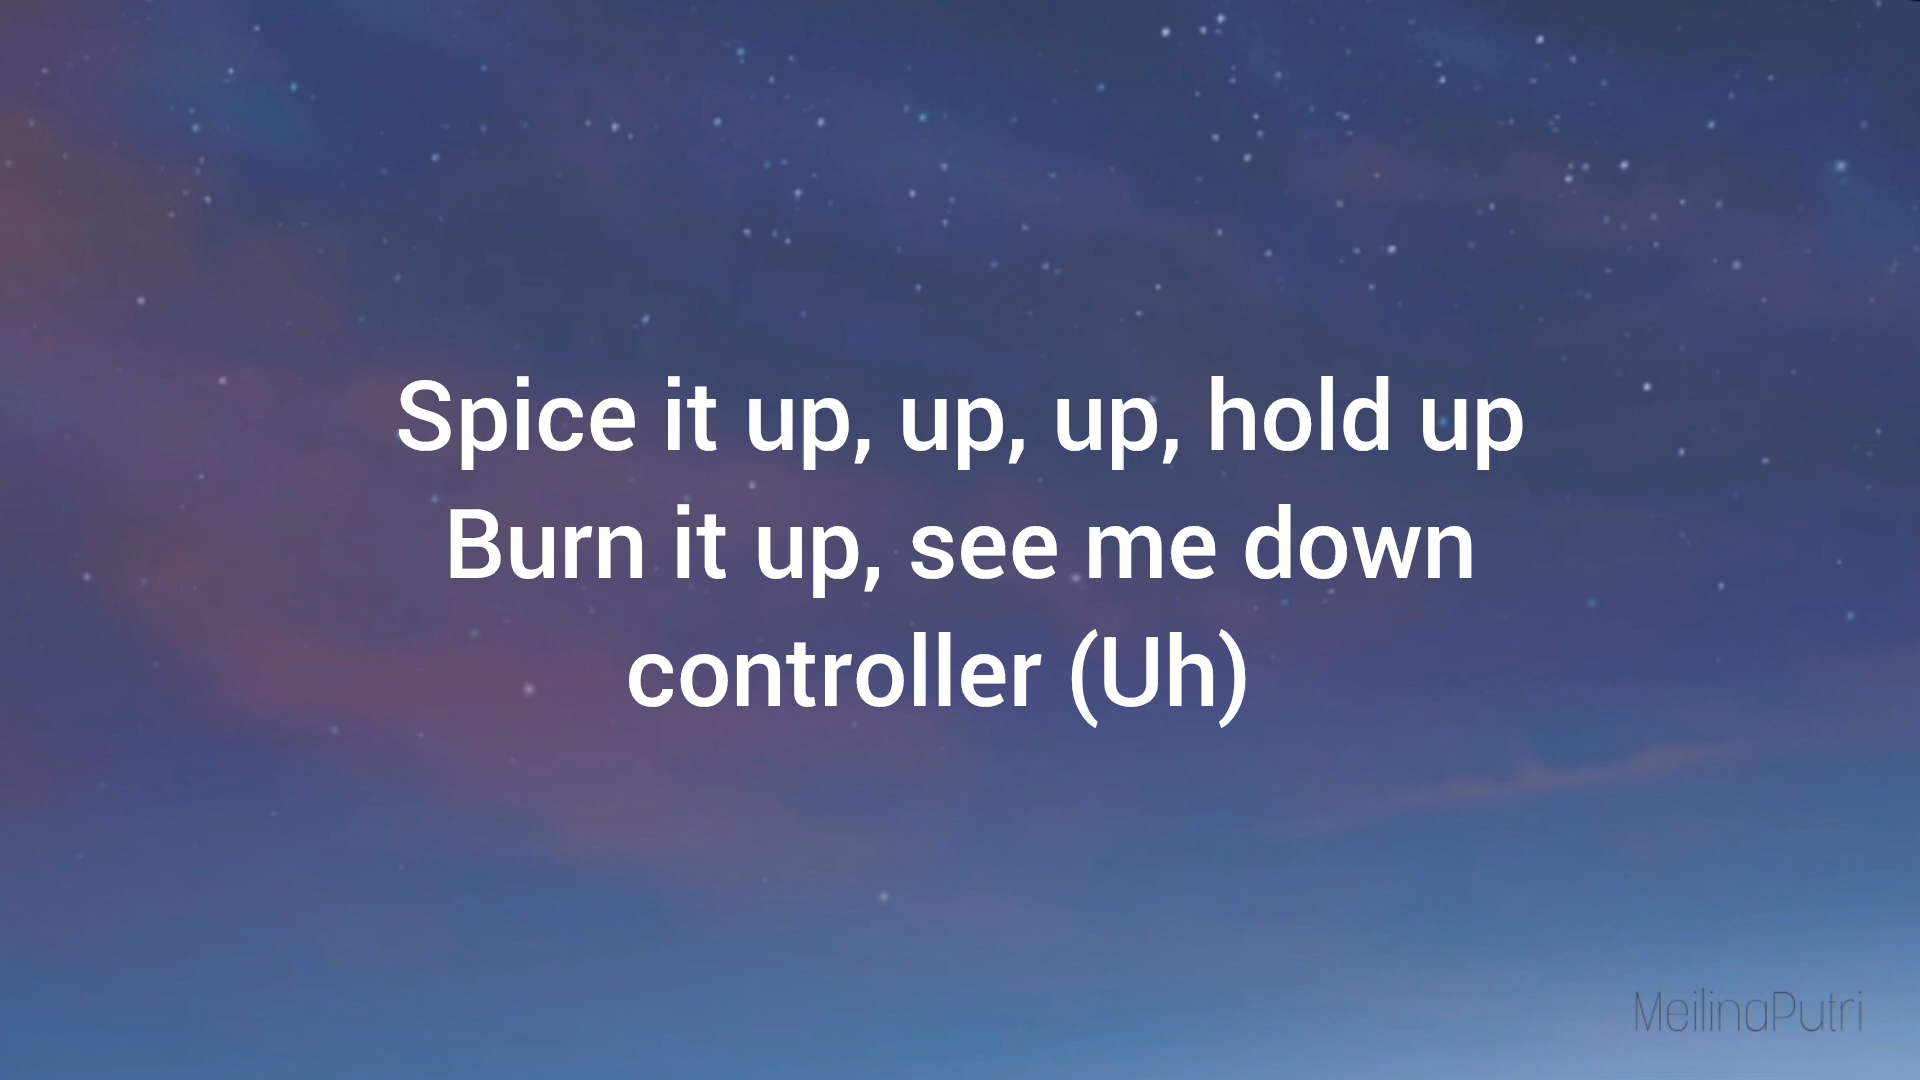 Spice it up, up, up, hold up
Burn it up, see me down
controller (Uh)
MeilinaPutri